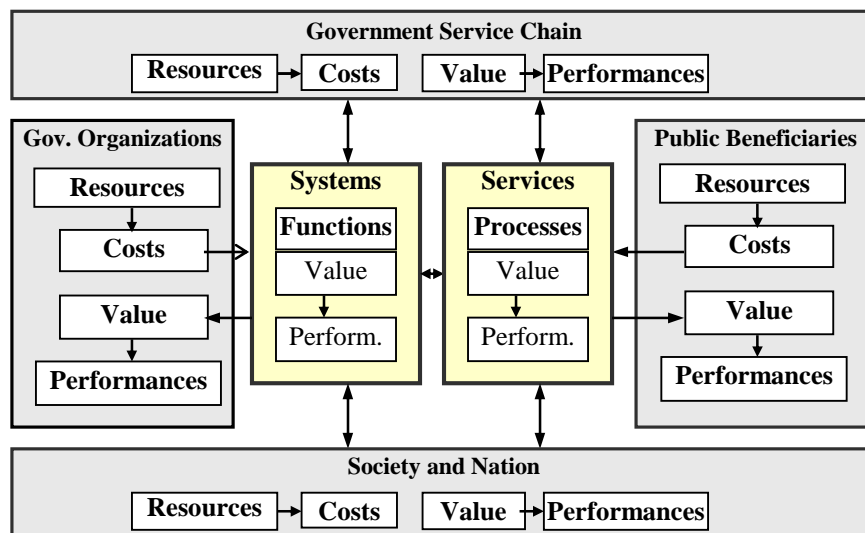 Government Service Chain
Resources Costs Value Performances
Gov. Organizations
Resources
Costs
Value
Performances
Systems
Functions
Value
Perform.
Services
Processes
Value
Perform.
Public Beneficiaries
Resources
Costs
Value
Performances
Society and Nation
Resources Costs Value Performances